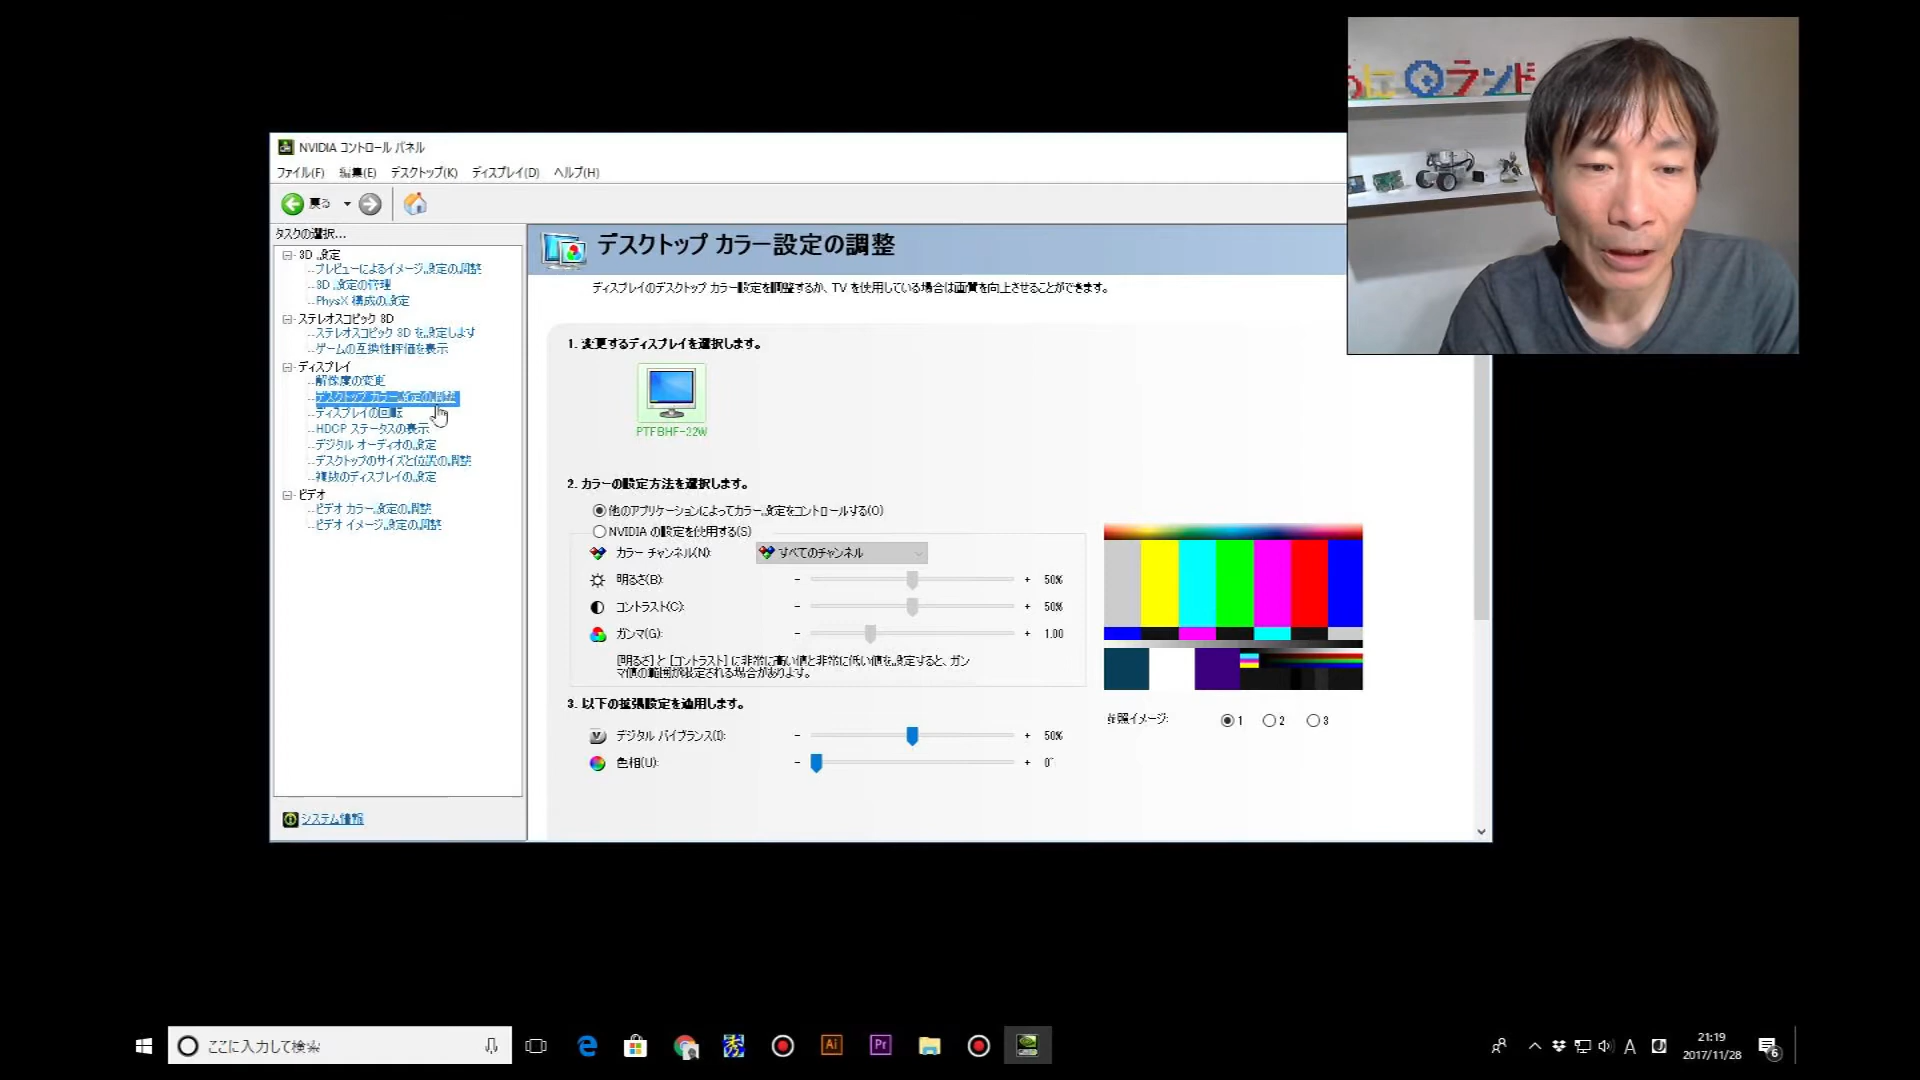 NVIDIA コントロール パネル
ファイル(F) 編集(E) デスクトップ(K) ディスプレイ(D) ヘルプ(H)
戻る
タスクの選択...
3D 設定
プレビューによるイメージ設定の調整
3D 設定の管理
PhysX 構成の設定
ステレオスコピック 3D
ステレオスコピック 3D を設定します
ゲームの互換性評価を表示
ディスプレイ
解像度の変更
デスクトップ カラー設定の調整
ディスプレイの回転
HDCP ステータスの表示
デジタル オーディオの設定
デスクトップのサイズと位置の調整
複数のディスプレイの設定
ビデオ
ビデオ カラー設定の調整
ビデオ イメージ設定の調整
システム情報
デスクトップ カラー設定の調整
ディスプレイのデスクトップ カラー設定を調整するか、TV を使用している場合は画質を向上させることができます。
1. 変更するディスプレイを選択します。
PTFBHF-22W
2. カラーの設定方法を選択します。
他のアプリケーションによってカラー設定をコントロールする(O)
NVIDIA の設定を使用する(S)
カラー チャンネル(N): すべてのチャンネル
明るさ(B): - + 50%
コントラスト(C): - + 50%
ガンマ(G): - + 1.00
[明るさ] と [コントラスト] に非常に高い値と非常に低い値を設定すると、ガン
マ値の範囲が限定される場合があります。
3. 以下の拡張設定を適用します。
デジタル バイブランス(I): - + 50%
色相(U): - + 0°
参照イメージ: 1 2 3
に Q ランド
ここに入力して検索
Ai
Pr
A
21:19
2017/11/28
6